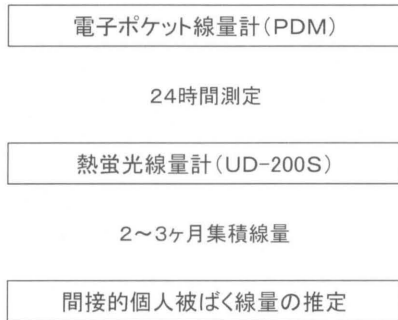 電子ポケット線量計(PDM)
24時間測定
熱蛍光線量計(UD-200S)
2～3ヶ月集積線量
間接的個人被ばく線量の推定